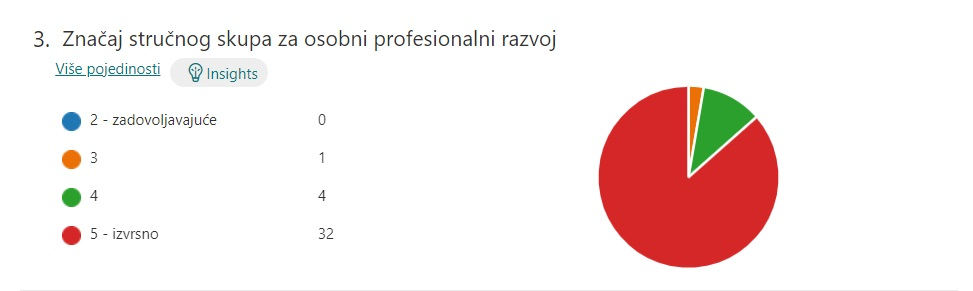 3. Značaj stručnog skupa za osobni profesionalni razvoj
Više pojedinosti Insights
2 - zadovoljavajuće 0
3 1
4 4
5 - izvrsno 32